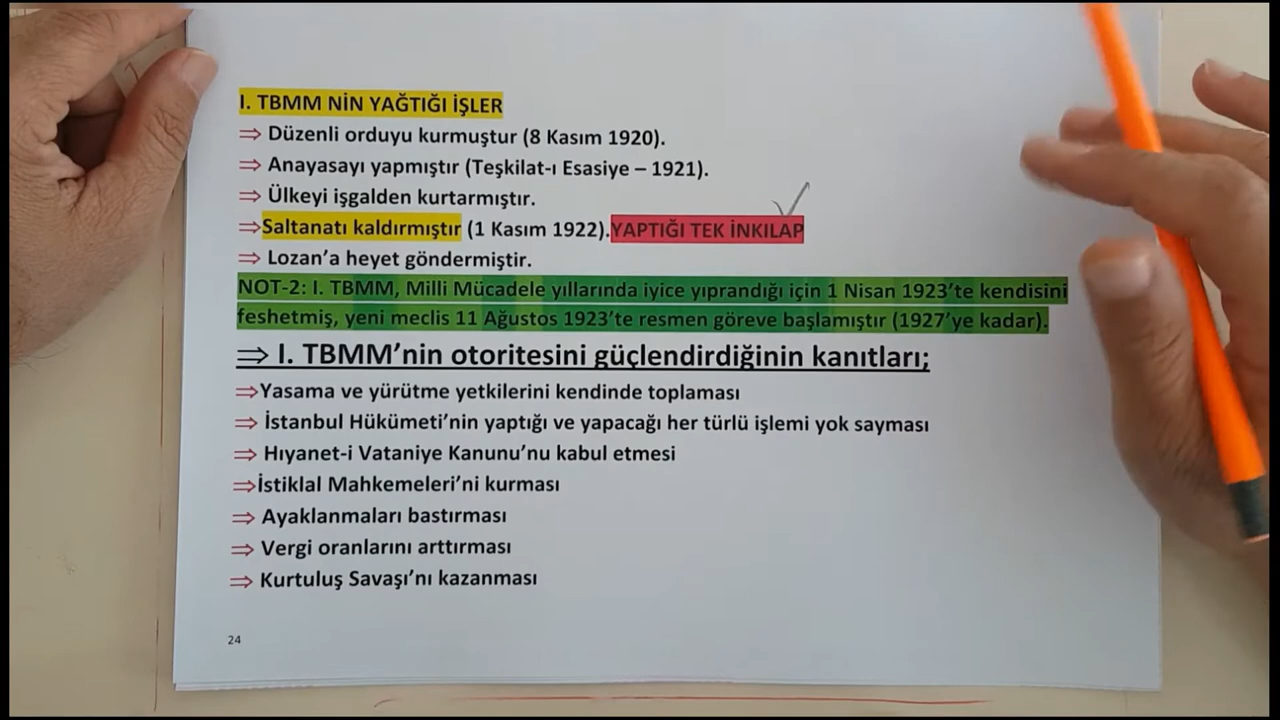 I. TBMM NİN YAĞTIĞI İŞLER
⇒ Düzenli orduyu kurmuştur (8 Kasım 1920).
⇒ Anayasayı yapmıştır (Teşkilat-ı Esasiye – 1921).
⇒ Ülkeyi işgalden kurtarmıştır.
⇒Saltanatı kaldırmıştır (1 Kasım 1922).YAPTIĞI TEK İNKILAP
⇒ Lozan’a heyet göndermiştir.
NOT-2: I. TBMM, Milli Mücadele yıllarında iyice yıprandığı için 1 Nisan 1923’te kendisini
feshetmiş, yeni meclis 11 Ağustos 1923’te resmen göreve başlamıştır (1927’ye kadar).
⇒ I. TBMM’nin otoritesini güçlendirdiğinin kanıtları;
⇒Yasama ve yürütme yetkilerini kendinde toplaması
⇒ İstanbul Hükümeti’nin yaptığı ve yapacağı her türlü işlemi yok sayması
⇒ Hıyanet-i Vataniye Kanunu’nu kabul etmesi
⇒İstiklal Mahkemeleri’ni kurması
⇒ Ayaklanmaları bastırması
⇒ Vergi oranlarını arttırması
⇒ Kurtuluş Savaşı’nı kazanması
24